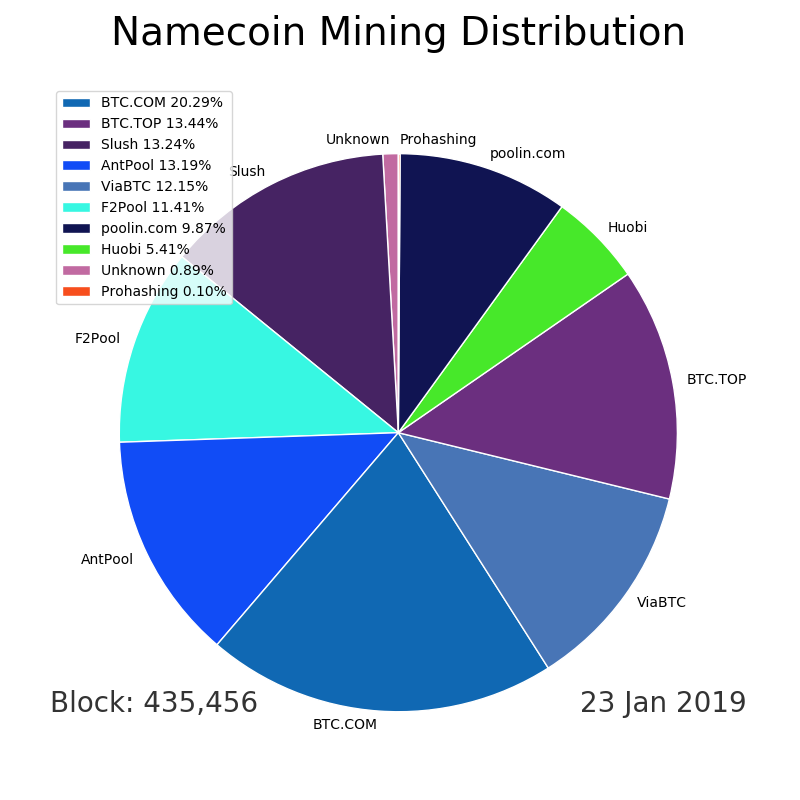 Namecoin Mining Distribution
BTC.COM 20.29%
BTC.TOP 13.44%
Slush 13.24%
AntPool 13.19%
ViaBTC 12.15%
F2Pool 11.41%
poolin.com 9.87%
Huobi 5.41%
Unknown 0.89%
Prohashing 0.10%
Unknown
Prohashing
poolin.com
Slush
Huobi
F2Pool
BTC.TOP
AntPool
ViaBTC
BTC.COM
Block: 435,456
23 Jan 2019